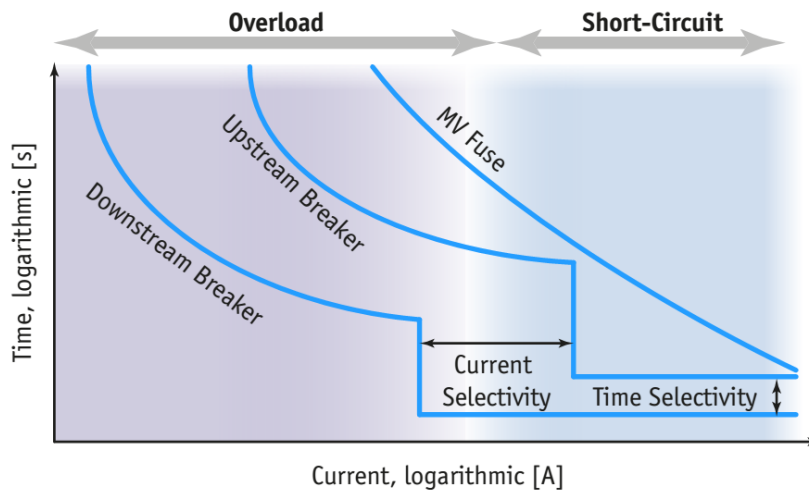 Overload
Short-Circuit
Time, logarithmic [s]
Downstream Breaker
Upstream Breaker
MV Fuse
Current
Selectivity
Time Selectivity
Current, logarithmic [A]